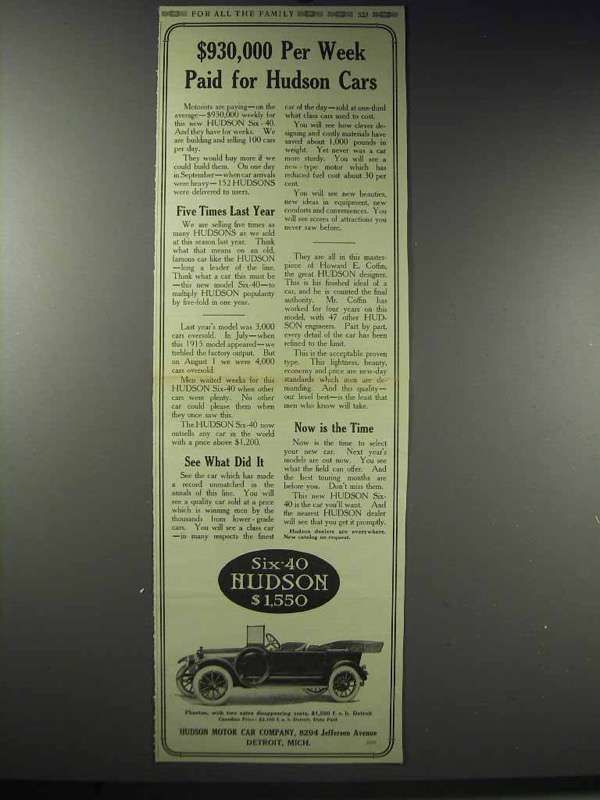 FOR ALL THE FAMILY
523
$930,000 Per Week
Paid for Hudson Cars
Motorists are paying—on the
average—$930,000 weekly for
this new HUDSON Six-40.
And they have for weeks. We
are building and selling 100 cars
per day.
They would buy more if we
could build them. On one day
in September—when car arrivals
were heavy—152 HUDSONS
were delivered to users.
Five Times Last Year
We are selling five times as
many HUDSONS as we sold
at this season last year. Think
what that means on an old,
famous car like the HUDSON
—long a leader of the line.
Think what a car this must be
—this new model Six-40—to
multiply HUDSON popularity
by five-fold in one year.
Last year's model was 3,000
cars oversold. In July—when
this 1915 model appeared—we
trebled the factory output. But
on August 1 we were 4,000
cars oversold.
Men waited weeks for this
HUDSON Six-40 when other
cars were plenty. No other
car could please them when
they once saw this.
The HUDSON Six-40 now
outsells any car in the world
with a price above $1,200.
See What Did It
See the car which has made
a record unmatched in the
annals of this line. You will
see a quality car sold at a price
which is winning men by the
thousands from lower-grade
cars. You will see a class car
—in many respects the finest
car of the day—sold at one-third
what class cars used to cost.
You will see how clever de-
signing and costly materials have
saved about 1,000 pounds in
weight. Yet never was a car
more sturdy. You will see a
new-type motor which has
reduced fuel cost about 30 per
cent.
You will see new beauties,
new ideas in equipment, new
comforts and conveniences. You
will see scores of attractions you
never saw before.
They are all in this master-
piece of Howard E. Coffin,
the great HUDSON designer.
This is his finished ideal of a
car, and he is counted the final
authority. Mr. Coffin has
worked for four years on this
model, with 47 other HUD-
SON engineers. Part by part,
every detail of the car has been
refined to the limit.
This is the acceptable proven
type. This lightness, beauty,
economy and price are new-day
standards which men are de-
manding. And this quality—
our level best—is the least that
men who know will take.
Now is the Time
Now is the time to select
your new car. Next year's
models are out now. You see
what the field can offer. And
the best touring months are
before you. Don't miss them.
This new HUDSON Six-
40 is the car you'll want. And
the nearest HUDSON dealer
will see that you get it promptly.
Hudson dealers are everywhere.
New catalog on request.
Six-40
HUDSON
$1,550
Phaeton, with two extra disappearing seats, $1,550 f. o. b. Detroit
Canadian Price: $2,100 f. o. b. Detroit, Duty Paid
HUDSON MOTOR CAR COMPANY, 8294 Jefferson Avenue
DETROIT, MICH.